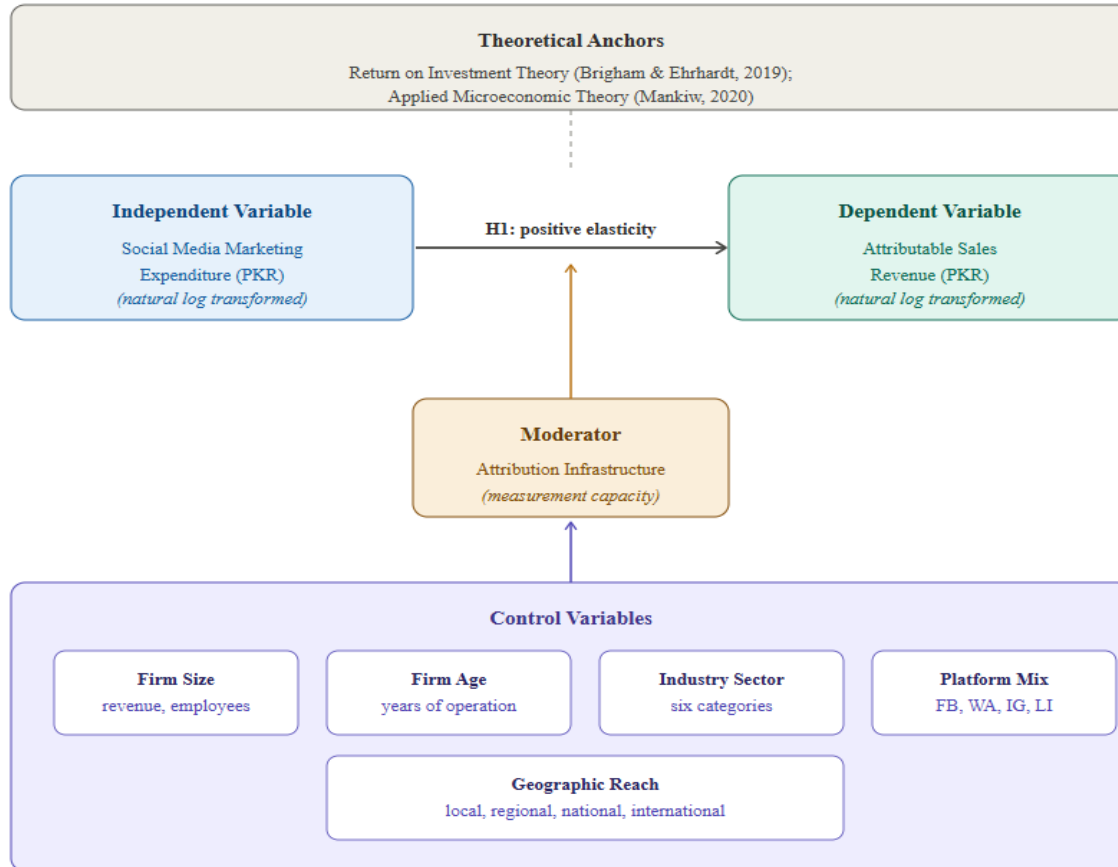 Theoretical Anchors
Return on Investment Theory (Brigham & Ehrhardt, 2019);
Applied Microeconomic Theory (Mankiw, 2020)
Independent Variable
Social Media Marketing
Expenditure (PKR)
(natural log transformed)
H1: positive elasticity
Dependent Variable
Attributable Sales
Revenue (PKR)
(natural log transformed)
Moderator
Attribution Infrastructure
(measurement capacity)
Control Variables
Firm Size
revenue, employees
Firm Age
years of operation
Industry Sector
six categories
Platform Mix
FB, WA, IG, LI
Geographic Reach
local, regional, national, international